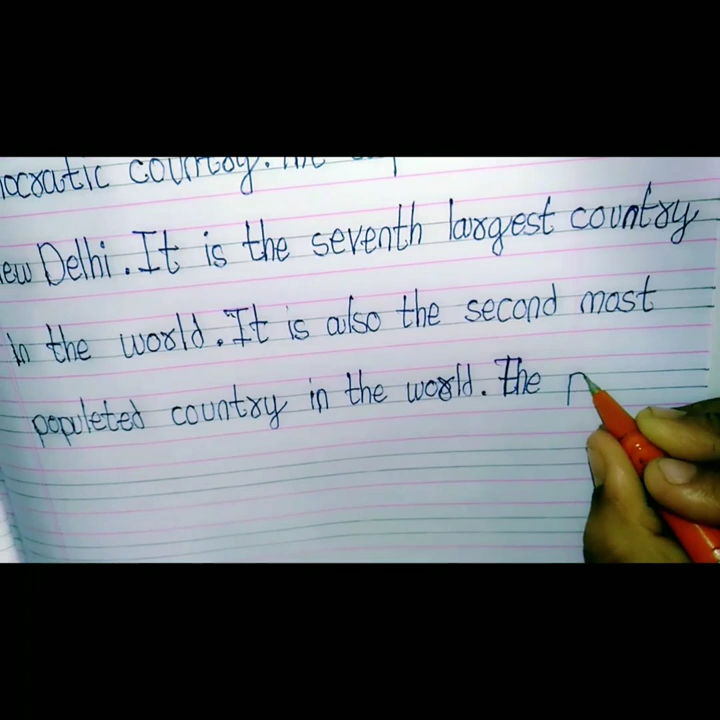 country. The
ew Delhi. It is the seventh largest country
in the world. It is also the second most
populeted country in the world. The